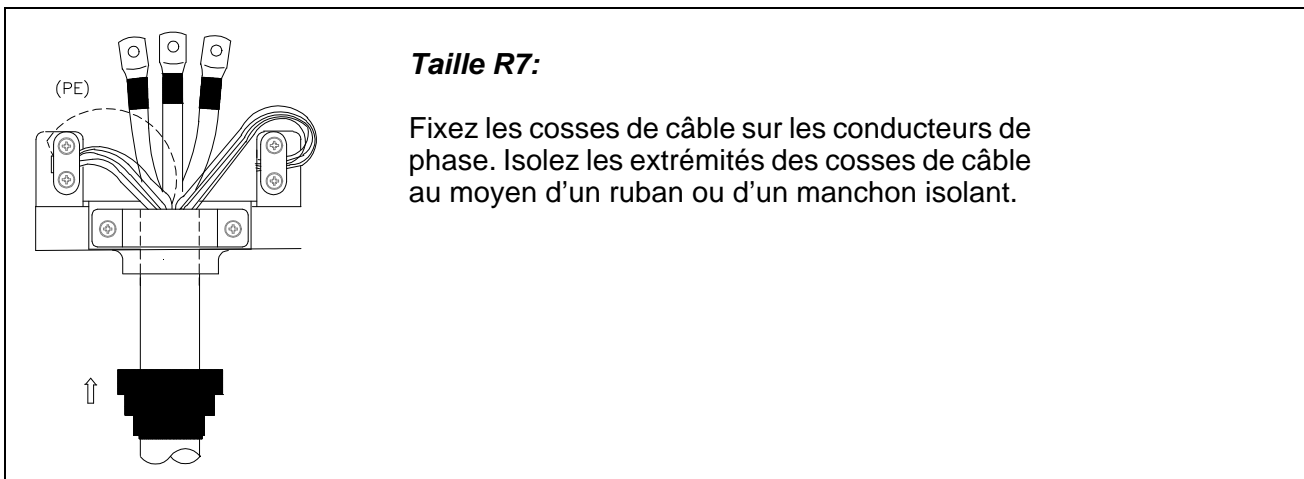 (PE)
Taille R7:
Fixez les cosses de câble sur les conducteurs de
phase. Isolez les extrémités des cosses de câble
au moyen d'un ruban ou d'un manchon isolant.